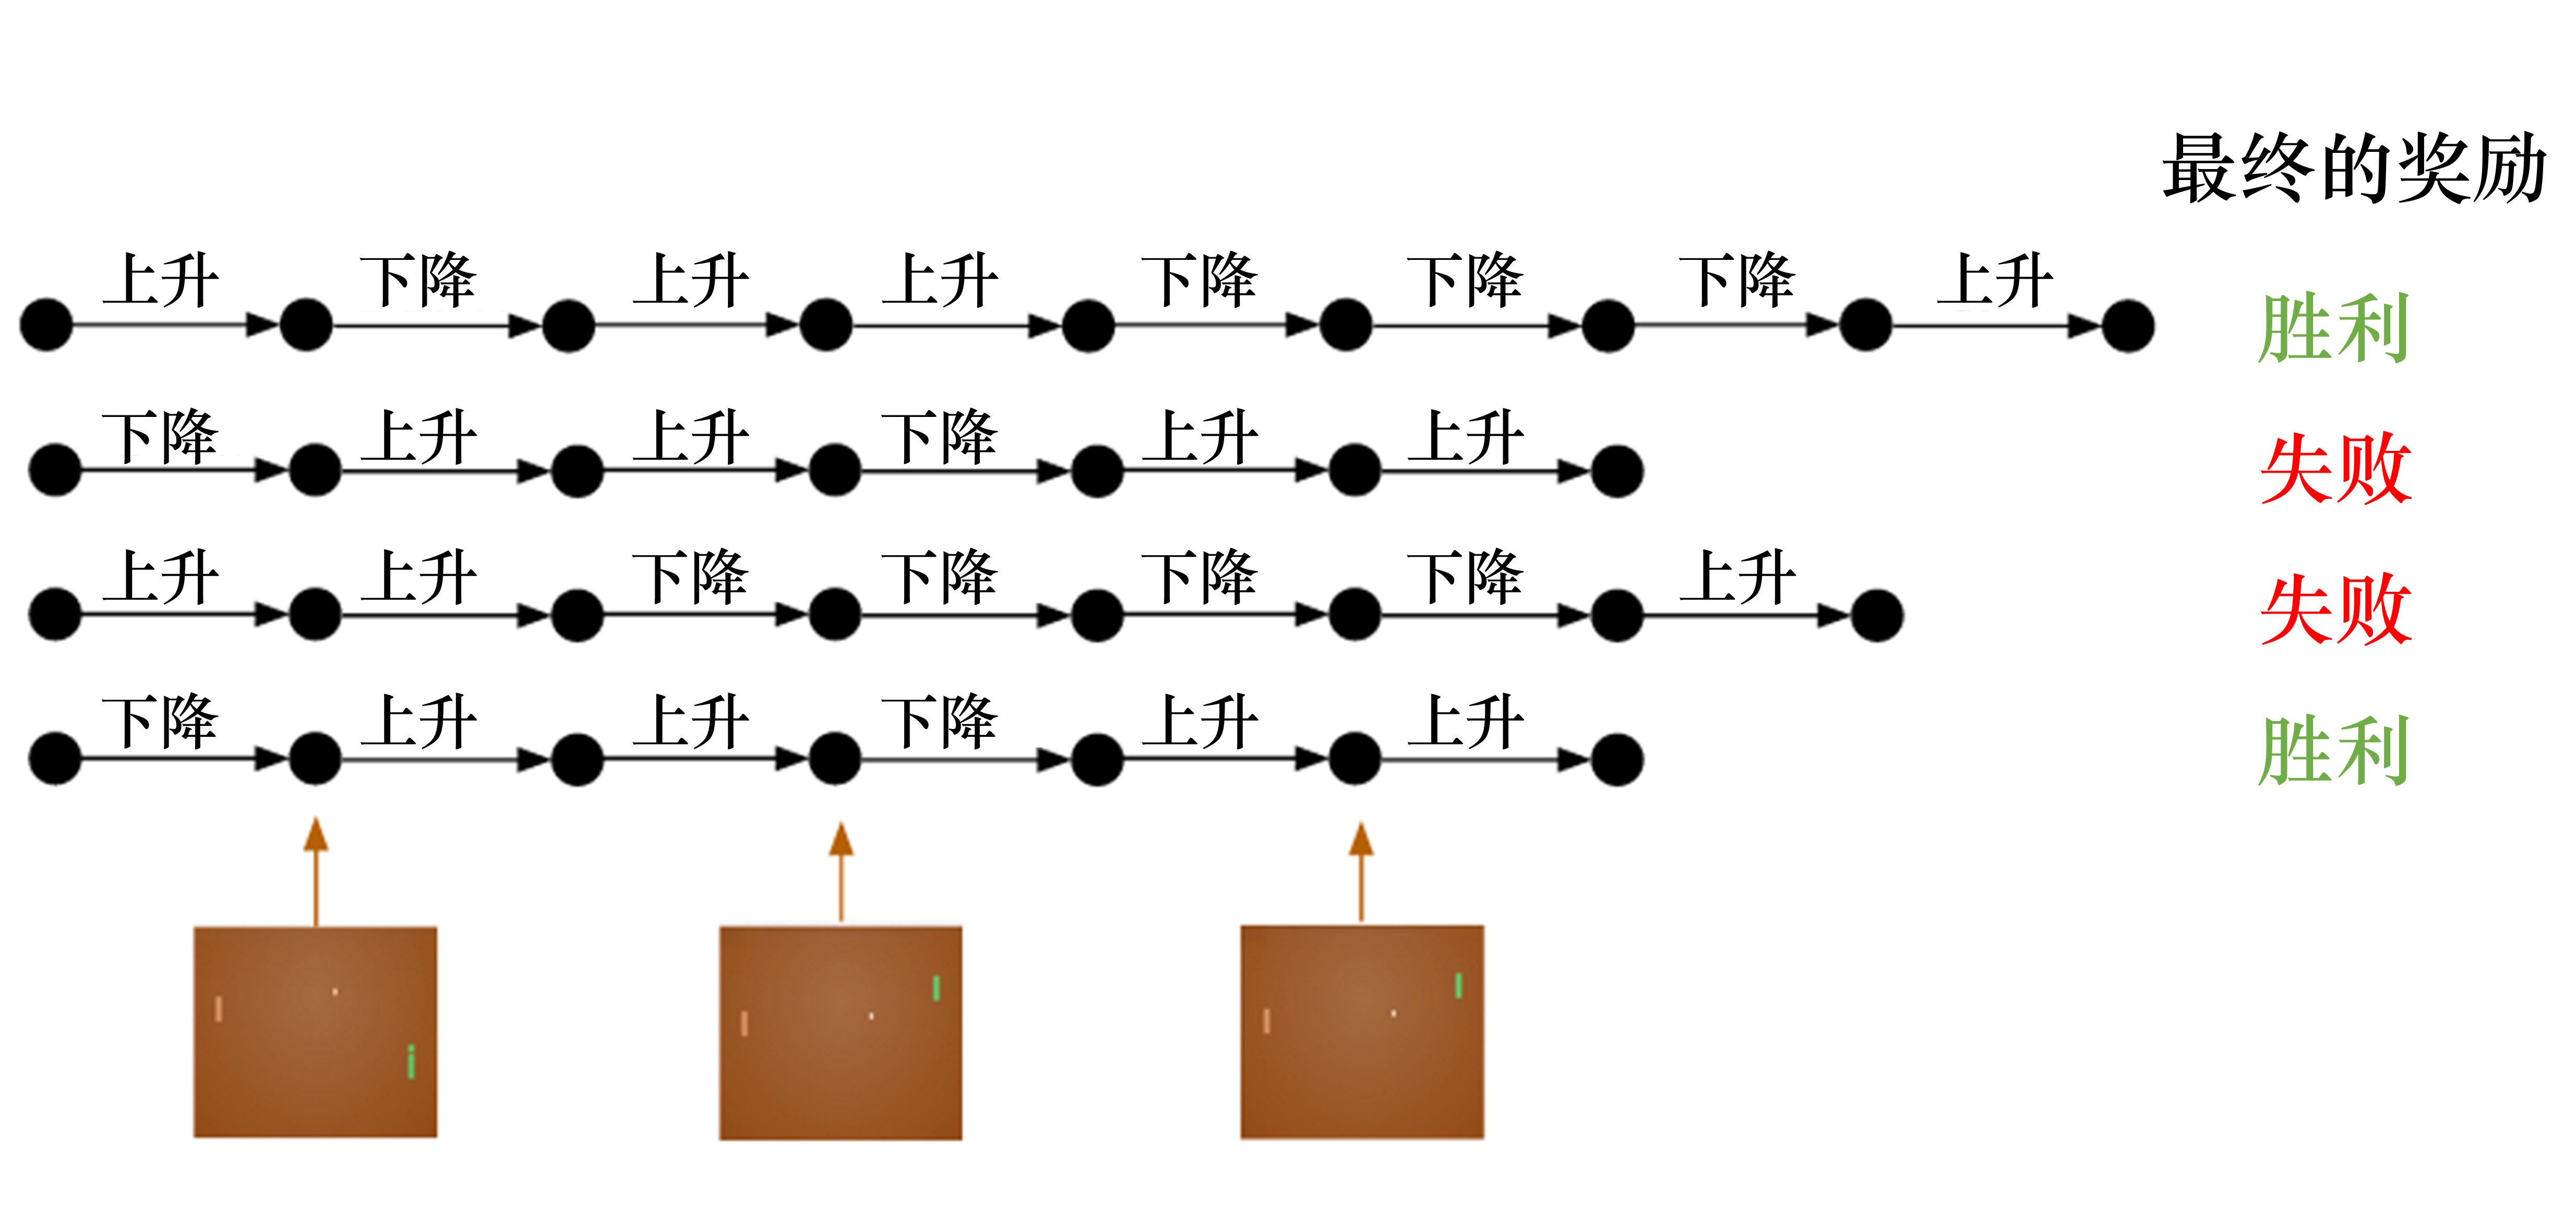 最终的奖励
上升 下降 上升 上升 下降 下降 下降 上升 胜利
下降 上升 上升 下降 上升 上升 失败
上升 上升 下降 下降 下降 下降 上升 失败
下降 上升 上升 下降 上升 上升 胜利